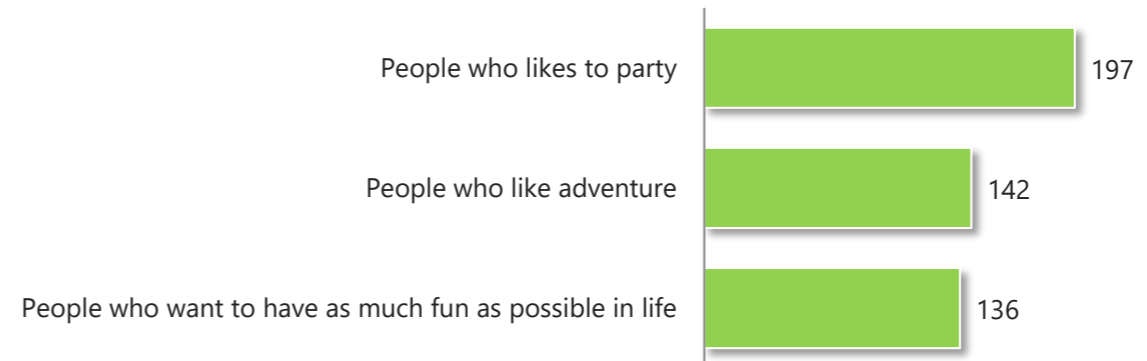 People who likes to party
197
People who like adventure
142
People who want to have as much fun as possible in life
136